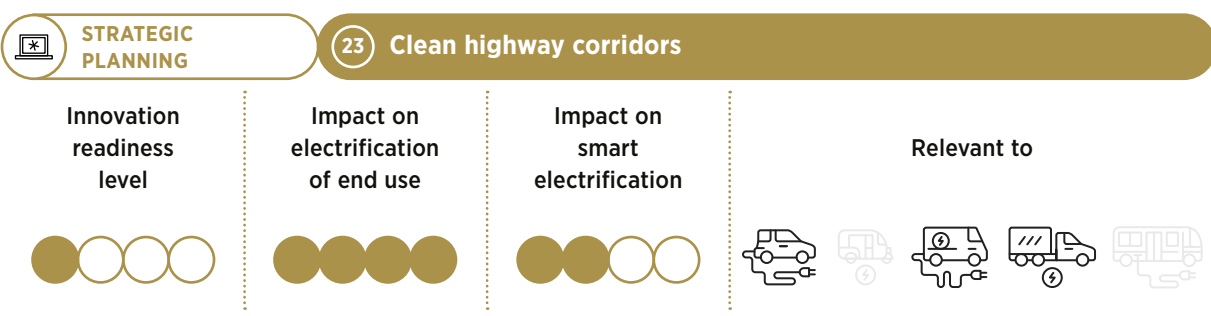 STRATEGIC
PLANNING
23 Clean highway corridors
Innovation
readiness
level
Impact on
electrification
of end use
Impact on
smart
electrification
Relevant to